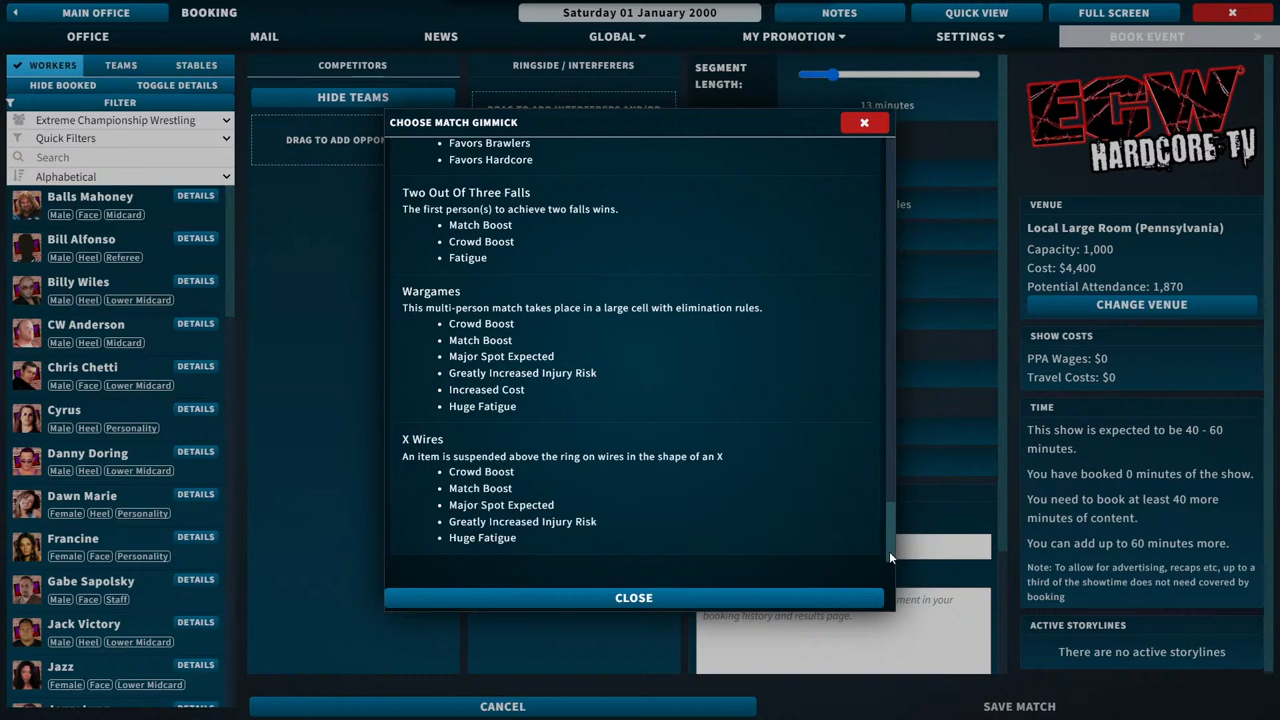 MAIN OFFICE
BOOKING
Saturday 01 January 2000
NOTES
QUICK VIEW
FULL SCREEN
OFFICE
MAIL
NEWS
GLOBAL
MY PROMOTION
SETTINGS
BOOK EVENT
WORKERS
TEAMS
STABLES
HIDE BOOKED
TOGGLE DETAILS
FILTER
Extreme Championship Wrestling
Quick Filters
Search
Alphabetical
Balls Mahoney
DETAILS
Male Face Midcard
Bill Alfonso
DETAILS
Male Heel Referee
Billy Wiles
DETAILS
Male Heel Lower Midcard
CW Anderson
DETAILS
Male Heel Midcard
Chris Chetti
DETAILS
Male Face Lower Midcard
Cyrus
DETAILS
Male Heel Personality
Danny Doring
DETAILS
Male Heel Lower Midcard
Dawn Marie
DETAILS
Female Heel Personality
Francine
DETAILS
Female Face Personality
Gabe Sapolsky
DETAILS
Male Face Staff
Jack Victory
DETAILS
Male Heel Lower Midcard
Jazz
DETAILS
Female Face Lower Midcard
DETAILS
COMPETITORS
HIDE TEAMS
DRAG TO ADD OPPON
RINGSIDE / INTERFERERS
DRAG TO ADD INTERFERERS AND/OR
SEGMENT
LENGTH:
13 minutes
les
CHOOSE MATCH GIMMICK
Favors Brawlers
Favors Hardcore
Two Out Of Three Falls
The first person(s) to achieve two falls wins.
Match Boost
Crowd Boost
Fatigue
Wargames
This multi-person match takes place in a large cell with elimination rules.
Crowd Boost
Match Boost
Major Spot Expected
Greatly Increased Injury Risk
Increased Cost
Huge Fatigue
X Wires
An item is suspended above the ring on wires in the shape of an X
Crowd Boost
Match Boost
Major Spot Expected
Greatly Increased Injury Risk
Huge Fatigue
CLOSE
ment in your
booking history and results page.
CANCEL
SAVE MATCH
ECW
HARDCORE TV
VENUE
Local Large Room (Pennsylvania)
Capacity: 1,000
Cost: $4,400
Potential Attendance: 1,870
CHANGE VENUE
SHOW COSTS
PPA Wages: $0
Travel Costs: $0
TIME
This show is expected to be 40 - 60
minutes.
You have booked 0 minutes of the show.
You need to book at least 40 more
minutes of content.
You can add up to 60 minutes more.
Note: To allow for advertising, recaps etc, up to a
third of the showtime does not need covered by
booking
ACTIVE STORYLINES
There are no active storylines